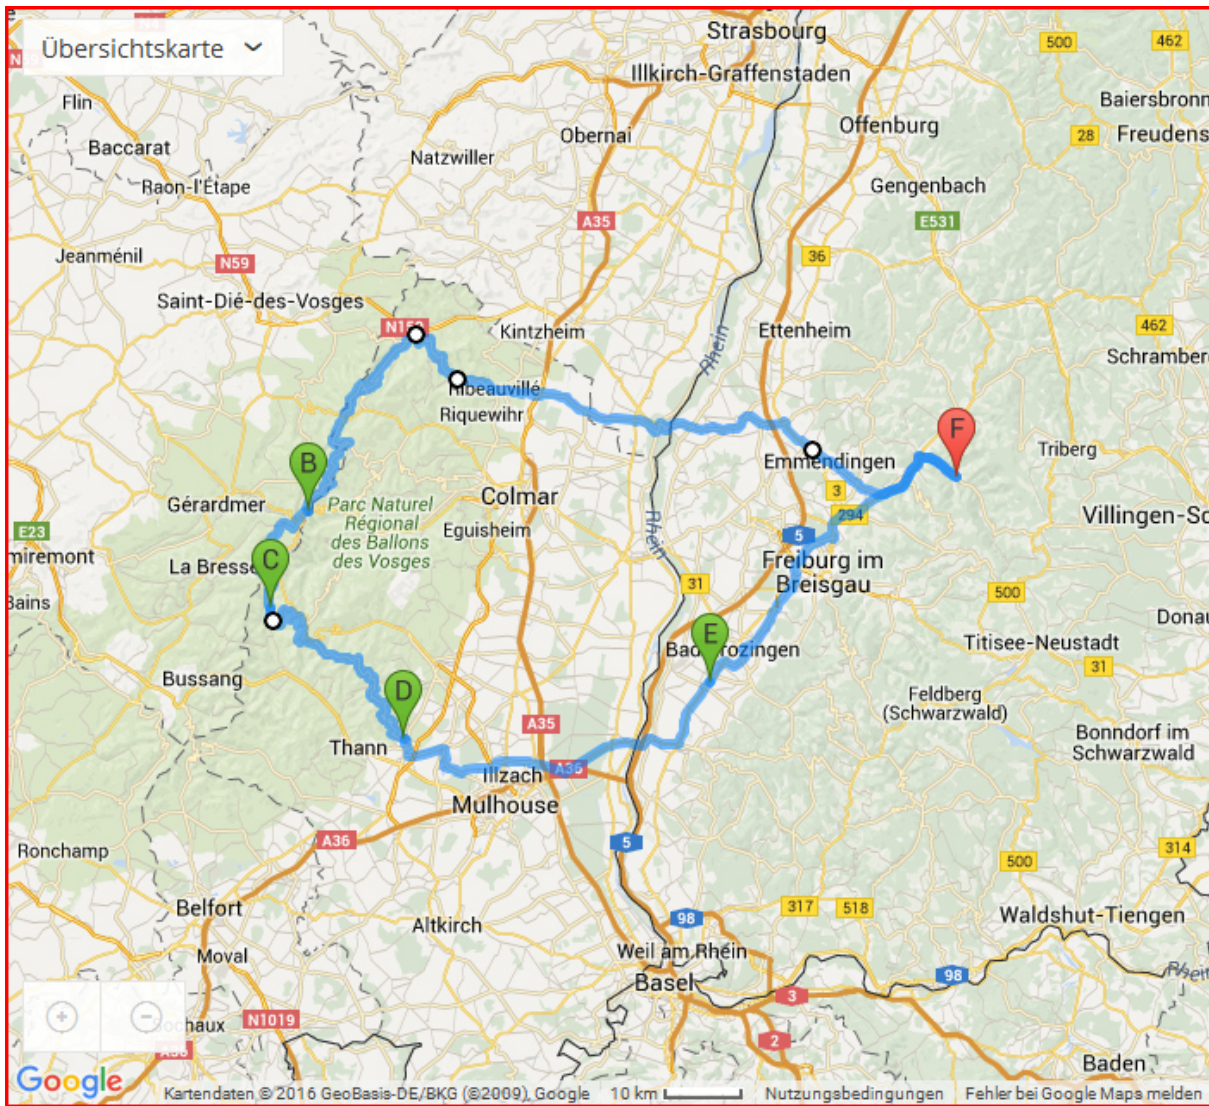 Übersichtskarte
Strasbourg
Illkirch-Graffenstaden
500
462
Flin
Baiersbronn
Obernai
Offenburg
28
Freudens
Baccarat
Natzwiller
Raon-l'Étape
Gengenbach
A35
E531
Jeanménil
N59
36
Saint-Dié-des-Vosges
Kintzheim
Ettenheim
462
Rhein
Schramber
Ribeauvillé
Riquewihr
F
Triberg
B
Emmendingen
Gérardmer
Colmar
3
294
Parc Naturel
Régional
des Ballons
des Vosges
Eguisheim
Villingen-Sc
E23
miremont
Rhein
5
La Bresse
C
Freiburg im
Breisgau
31
500
Bains
Donau
E
Titisee-Neustadt
31
Bussang
D
Feldberg
(Schwarzwald)
A35
Thann
Bonndorf im
Schwarzwald
Illzach
A36
Mulhouse
A36
5
Ronchamp
314
500
Belfort
317
518
98
Waldshut-Tiengen
Altkirch
Moval
Weil am Rhein
98
Rhein
Basel
3
N1019
2
A36
Baden
Google
Kartendaten © 2016 GeoBasis-DE/BKG (©2009), Google
10 km
Nutzungsbedingungen
Fehler bei Google Maps melden